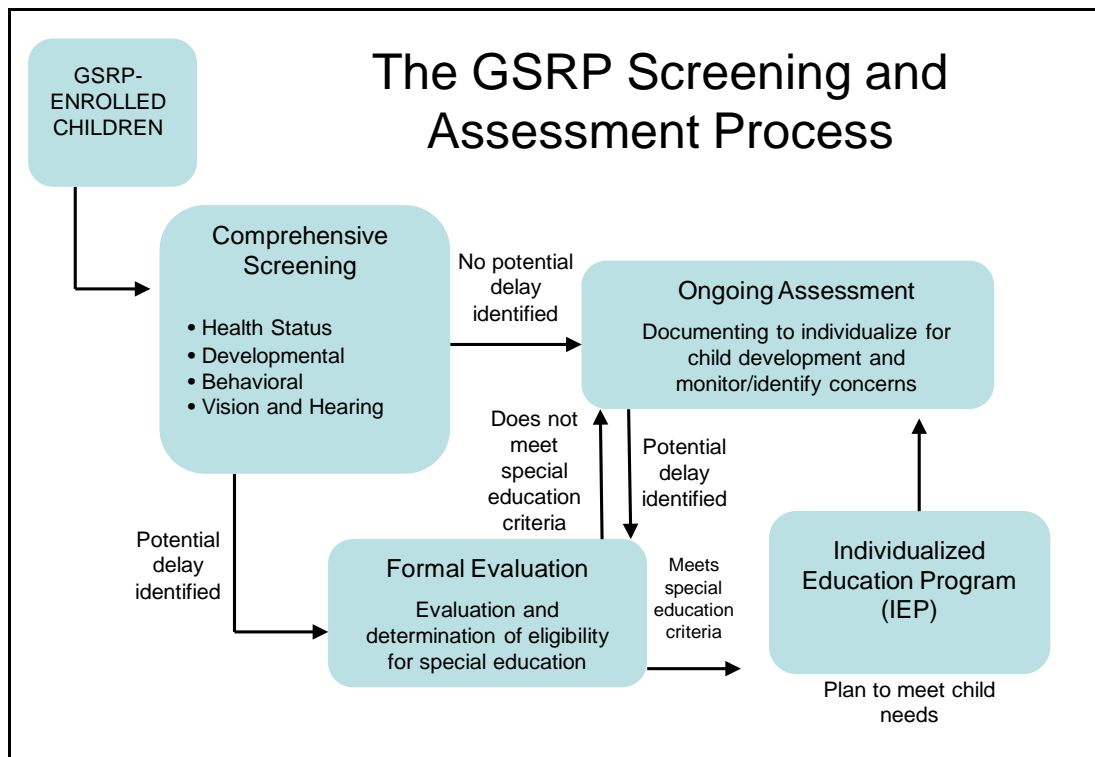 The GSRP Screening and
Assessment Process
GSRP-
ENROLLED
CHILDREN
Comprehensive
Screening
• Health Status
• Developmental
• Behavioral
• Vision and Hearing
No potential
delay
identified
Ongoing Assessment
Documenting to individualize for
child development and
monitor/identify concerns
Does not
meet
special
education
criteria
Potential
delay
identified
Potential
delay
identified
Formal Evaluation
Evaluation and
determination of eligibility
for special education
Meets
special
education
criteria
Individualized
Education Program
(IEP)
Plan to meet child
needs